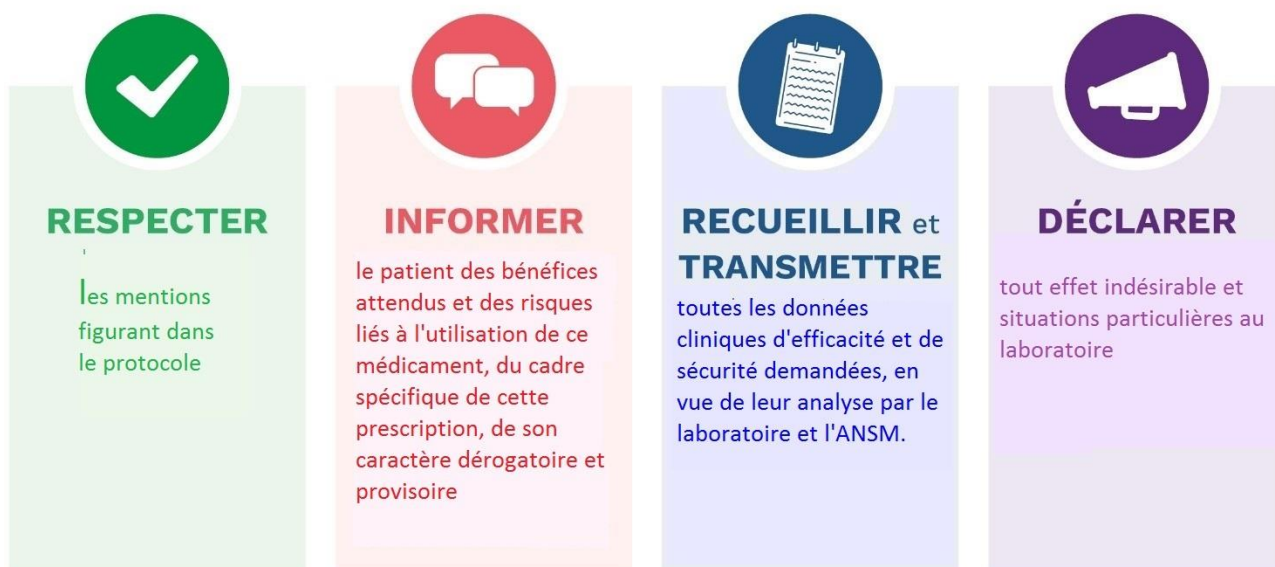 RESPECTER
les mentions
figurant dans
le protocole
INFORMER
le patient des bénéfices
attendus et des risques
liés à l'utilisation de ce
médicament, du cadre
spécifique de cette
prescription, de son
caractère dérogatoire et
provisoire
RECUEILLIR et
TRANSMETTRE
toutes les données
cliniques d'efficacité et de
sécurité demandées, en
vue de leur analyse par le
laboratoire et l'ANSM.
DÉCLARER
tout effet indésirable et
situations particulières au
laboratoire